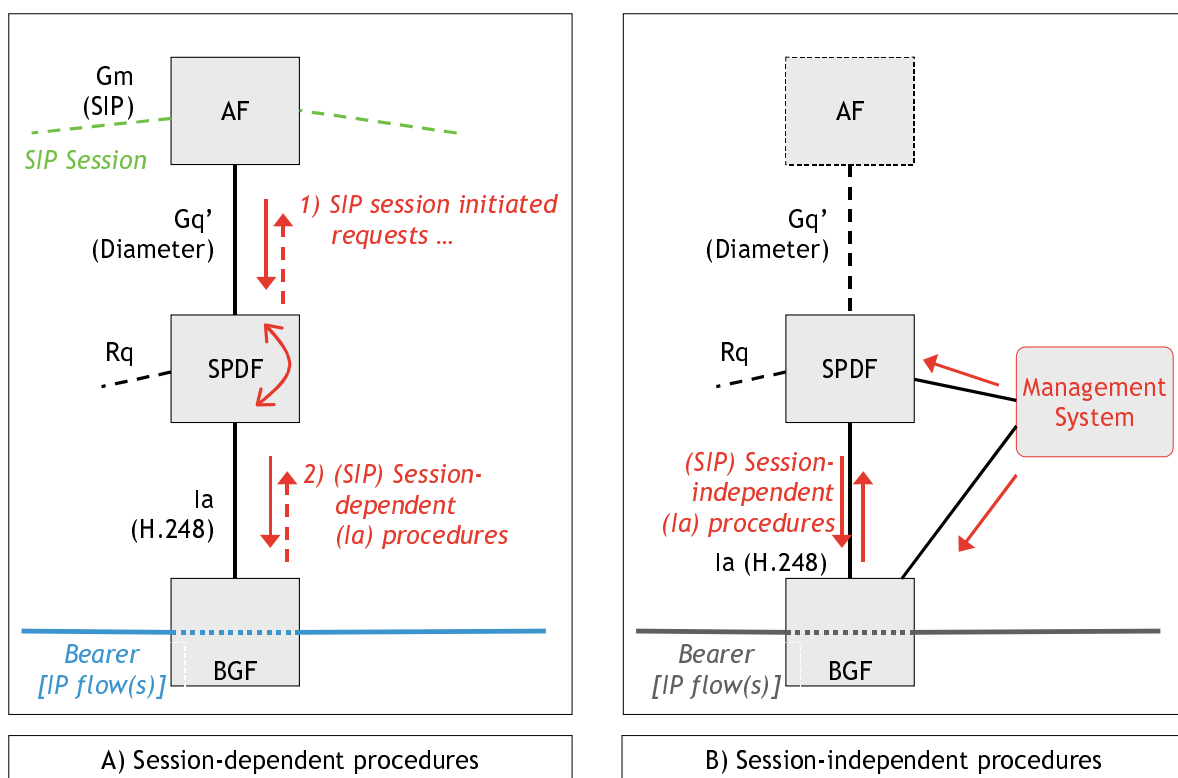 Gm
(SIP)
AF
SIP Session
Gq’
(Diameter)
1) SIP session initiated
requests …
Rq
SPDF
Ia
(H.248)
2) (SIP) Session-
dependent
(Ia) procedures
Bearer
[IP flow(s)]
BGF
A) Session-dependent procedures
AF
Gq’
(Diameter)
Rq
SPDF
Management
System
(SIP) Session-
independent
(Ia) procedures
Ia (H.248)
Bearer
[IP flow(s)]
BGF
B) Session-independent procedures